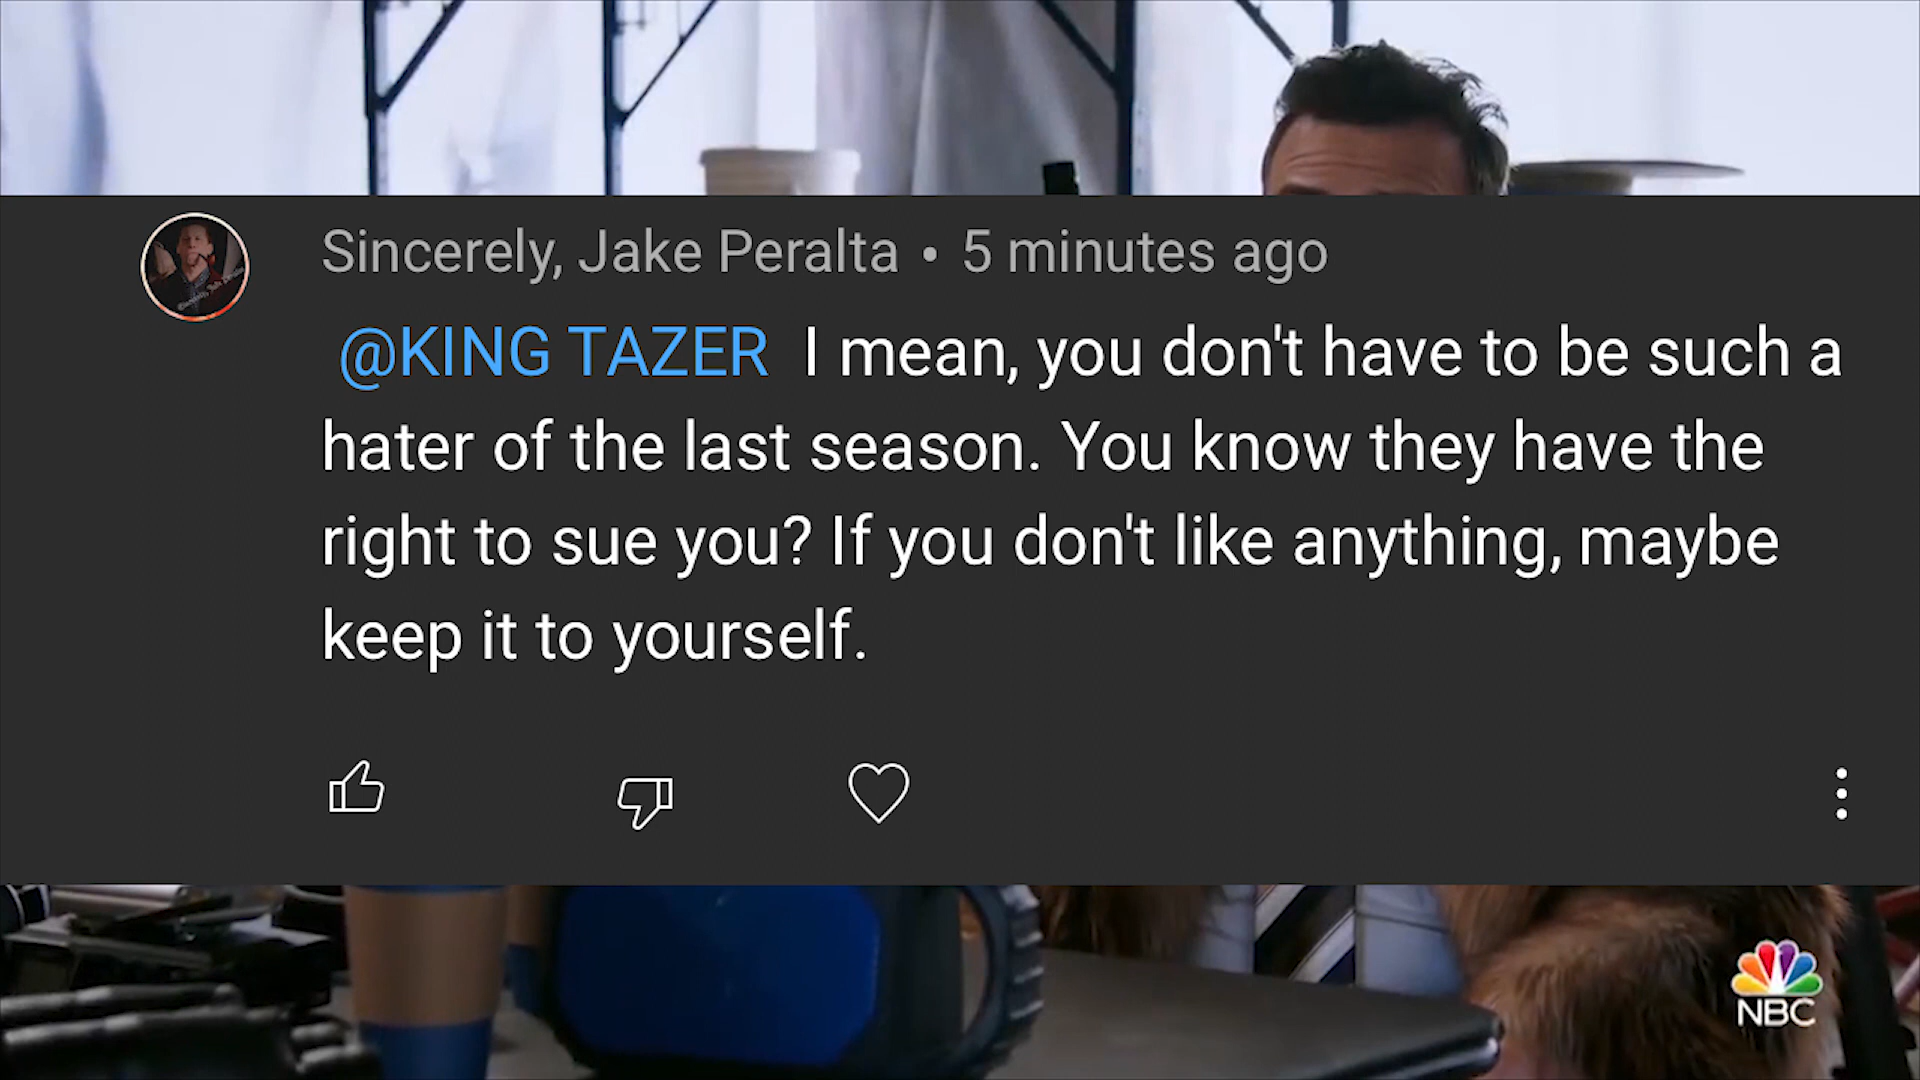 Sincerely, Jake Peralta • 5 minutes ago
@KING TAZER I mean, you don't have to be such a
hater of the last season. You know they have the
right to sue you? If you don't like anything, maybe
keep it to yourself.
NBC